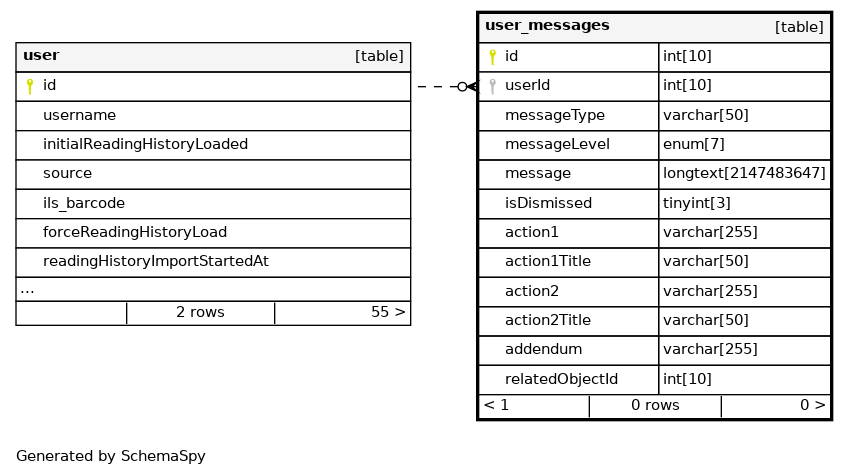 user [table]
id
username
initialReadingHistoryLoaded
source
ils_barcode
forceReadingHistoryLoad
readingHistoryImportStartedAt
...
2 rows 55 >
user_messages [table]
id int[10]
userId int[10]
messageType varchar[50]
messageLevel enum[7]
message longtext[2147483647]
isDismissed tinyint[3]
action1 varchar[255]
action1Title varchar[50]
action2 varchar[255]
action2Title varchar[50]
addendum varchar[255]
relatedObjectId int[10]
< 1 0 rows 0 >
Generated by SchemaSpy